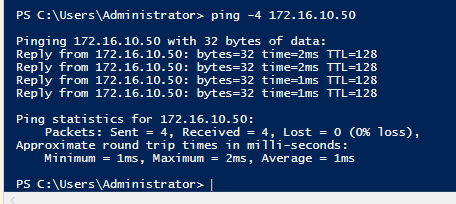 PS C:\Users\Administrator> ping -4 172.16.10.50
Pinging 172.16.10.50 with 32 bytes of data:
Reply from 172.16.10.50: bytes=32 time=2ms TTL=128
Reply from 172.16.10.50: bytes=32 time=2ms TTL=128
Reply from 172.16.10.50: bytes=32 time=1ms TTL=128
Reply from 172.16.10.50: bytes=32 time=1ms TTL=128
Ping statistics for 172.16.10.50:
    Packets: Sent = 4, Received = 4, Lost = 0 (0% loss),
Approximate round trip times in milli-seconds:
    Minimum = 1ms, Maximum = 2ms, Average = 1ms
PS C:\Users\Administrator>